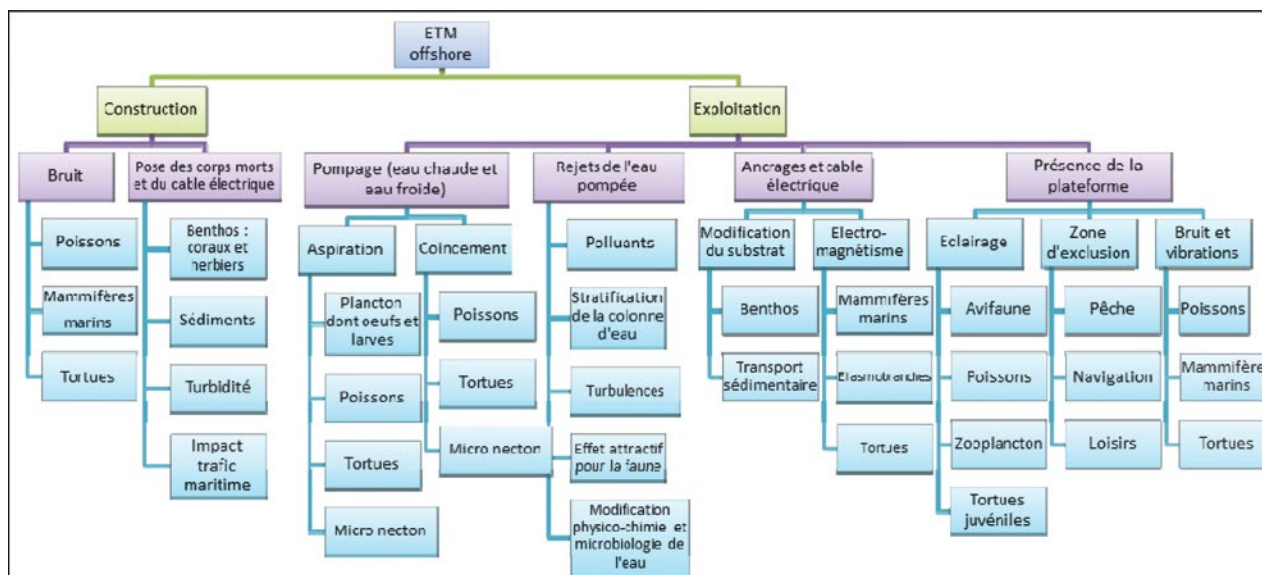 ETM
offshore
Construction
Exploitation
Bruit
Pose des corps morts
et du cable électrique
Pompage (eau chaude et
eau froide)
Rejets de l'eau
pompée
Ancrages et cable
électrique
Présence de la
plateforme
Poissons
Mammifères
marins
Tortues
Benthos :
coraux et
herbiers
Sédiments
Turbidité
Impact
trafic
maritime
Aspiration
Plancton
dont oeufs et
larves
Poissons
Tortues
Micro necton
Coincement
Poissons
Tortues
Micro necton
Polluants
Stratification
de la colonne
d'eau
Turbulences
Effet attractif
pour la faune
Modification
physico-chimie et
microbiologie de
l'eau
Modification
du substrat
Benthos
Transport
sédimentaire
Electro-
magnétisme
Mammifères
marins
Elasmobranches
Tortues
Eclairage
Avifaune
Poissons
Zooplancton
Tortues
juvéniles
Zone
d'exclusion
Pêche
Navigation
Loisirs
Bruit et
vibrations
Poissons
Mammifère
marins
Tortues